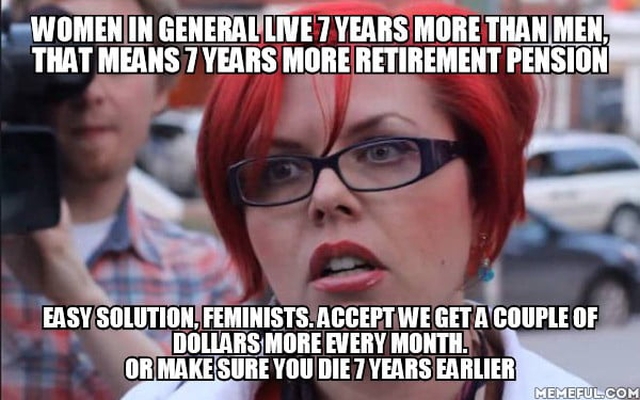 WOMEN IN GENERAL LIVE 7 YEARS MORE THAN MEN,
THAT MEANS 7 YEARS MORE RETIREMENT PENSION
EASY SOLUTION, FEMINISTS. ACCEPT WE GET A COUPLE OF
DOLLARS MORE EVERY MONTH.
OR MAKE SURE YOU DIE 7 YEARS EARLIER
MEMEFUL.COM